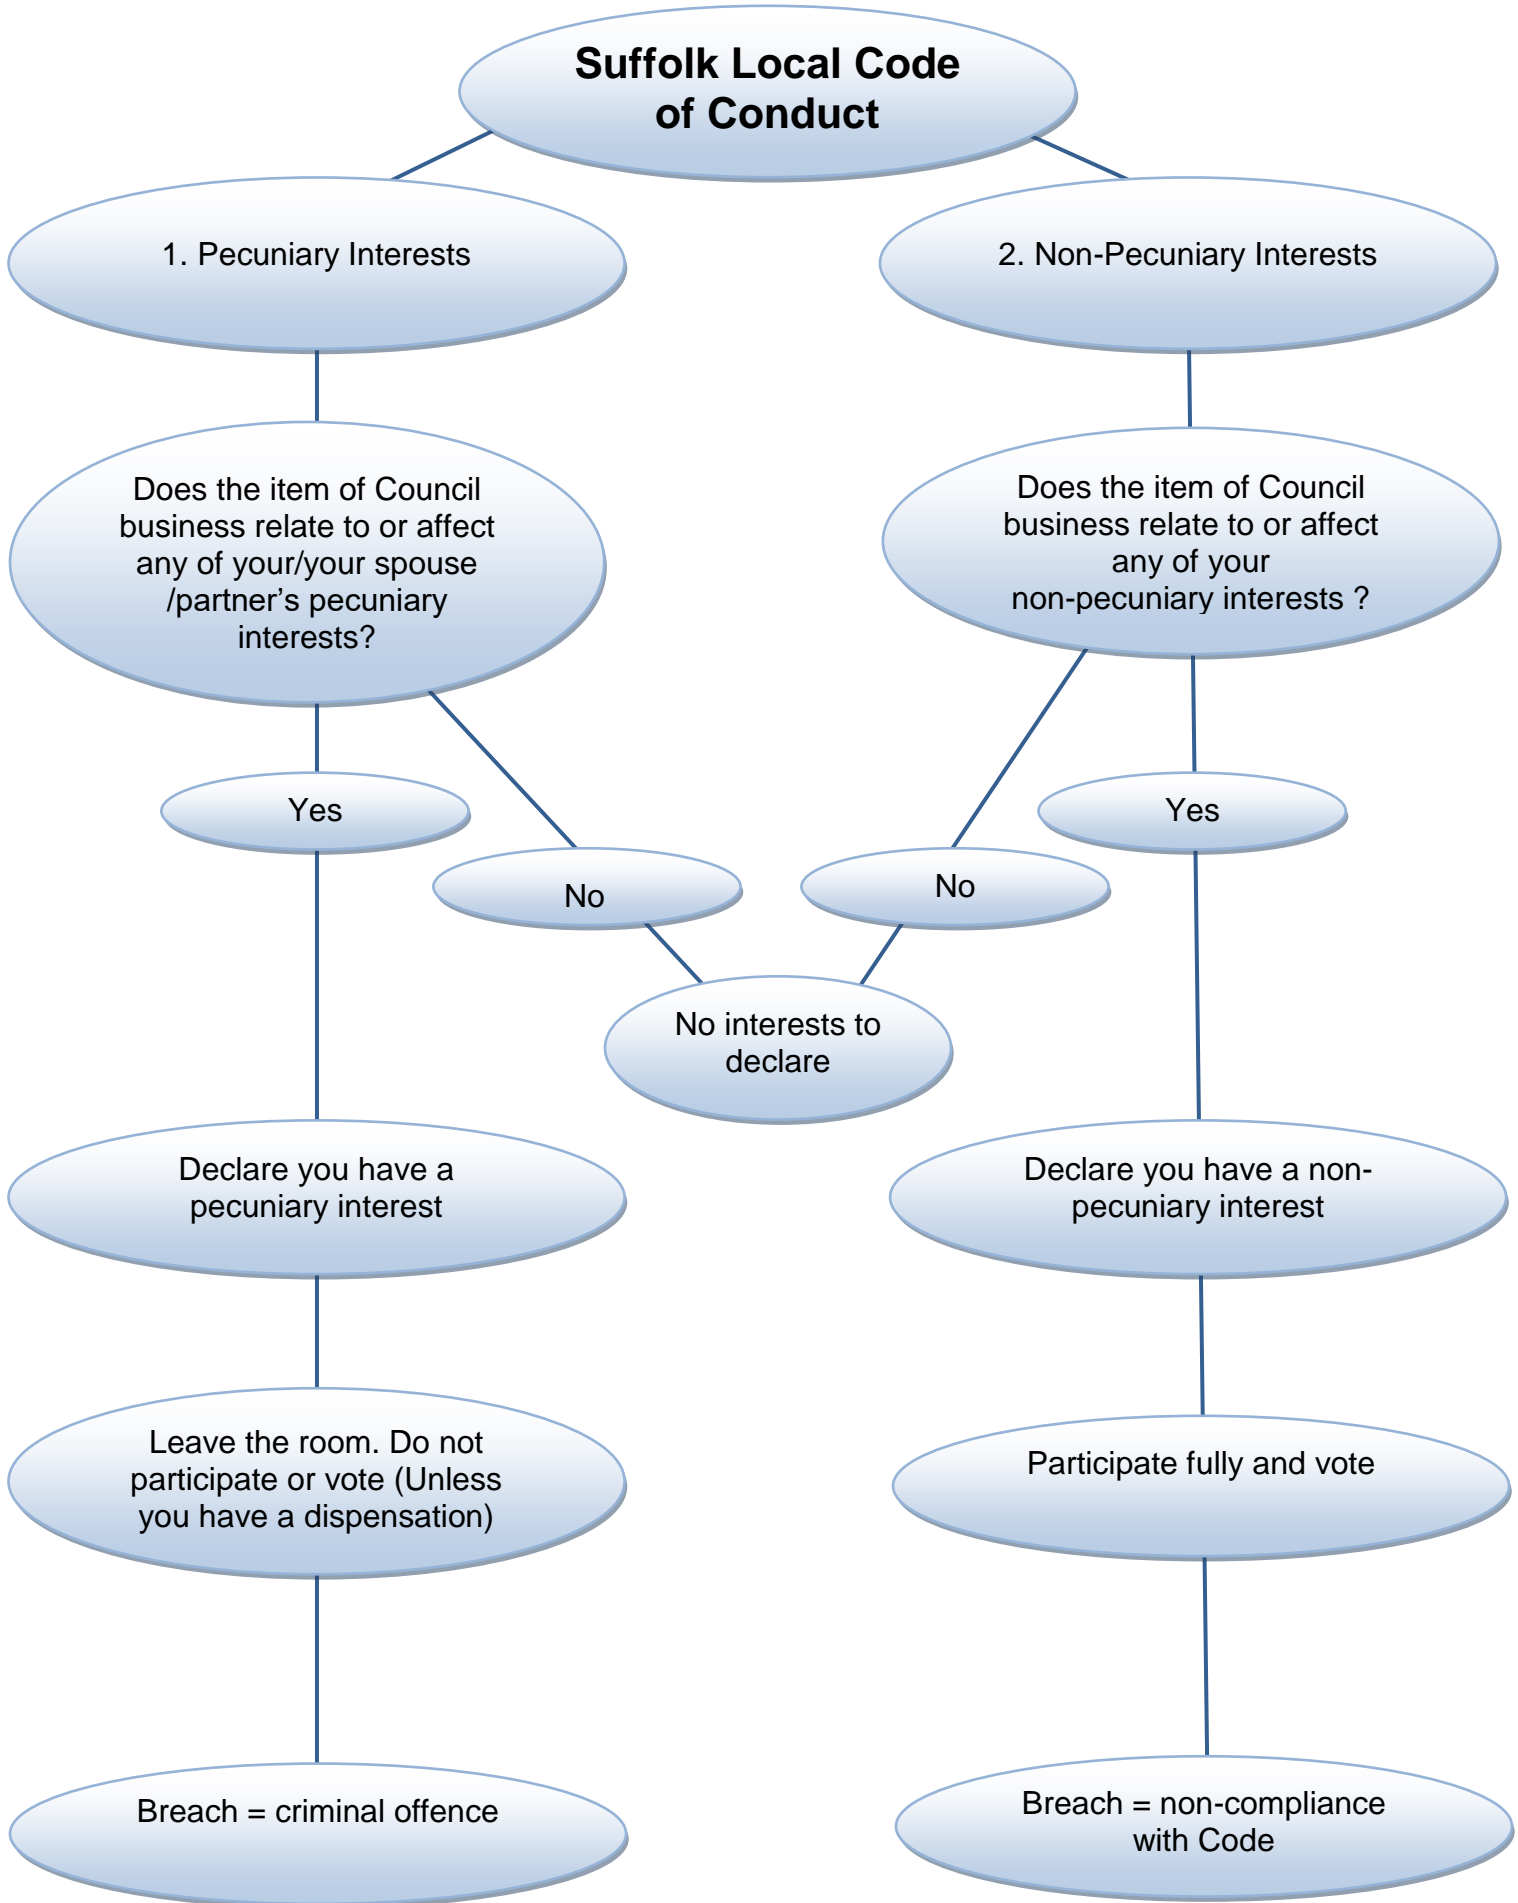 Suffolk Local Code
of Conduct
1. Pecuniary Interests
2. Non-Pecuniary Interests
Does the item of Council
business relate to or affect
any of your/your spouse
/partner’s pecuniary
interests?
Does the item of Council
business relate to or affect
any of your
non-pecuniary interests ?
Yes
No
No
Yes
No interests to
declare
Declare you have a
pecuniary interest
Declare you have a non-
pecuniary interest
Leave the room. Do not
participate or vote (Unless
you have a dispensation)
Participate fully and vote
Breach = criminal offence
Breach = non-compliance
with Code